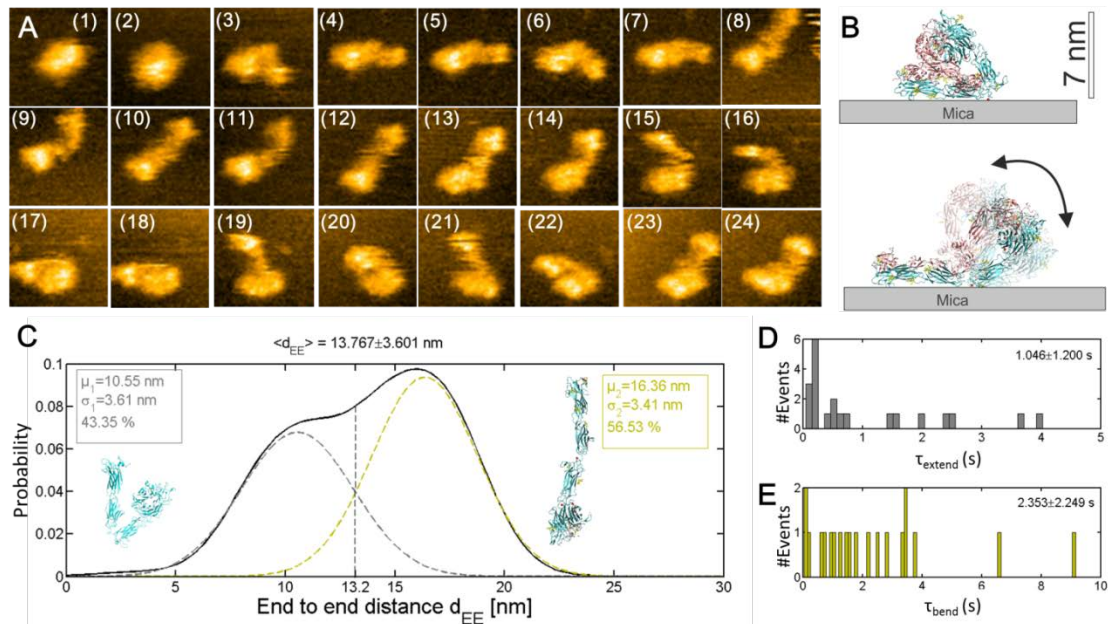 A
(1) (2) (3) (4) (5) (6) (7) (8)
(9) (10) (11) (12) (13) (14) (15) (16)
(17) (18) (19) (20) (21) (22) (23) (24)
B
7 nm
Mica
Mica
C
<d_EE> = 13.767±3.601 nm
μ₁=10.55 nm
σ₁=3.61 nm
43.35 %
μ₂=16.36 nm
σ₂=3.41 nm
56.53 %
Probability
0.1
0.08
0.06
0.04
0.02
0
0 5 10 13.2 15 20 25 30
End to end distance d_EE [nm]
D
1.046±1.200 s
#Events
6
4
2
0
0 1 2 3 4 5
τ_extend (s)
E
2.353±2.249 s
#Events
2
1
0
0 2 4 6 8 10
τ_bend (s)